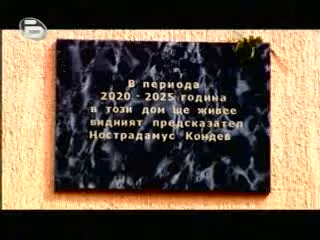 В периода
2020 - 2025 година
в този дом ще живее
видният предсказател
Нострадамус Кондев